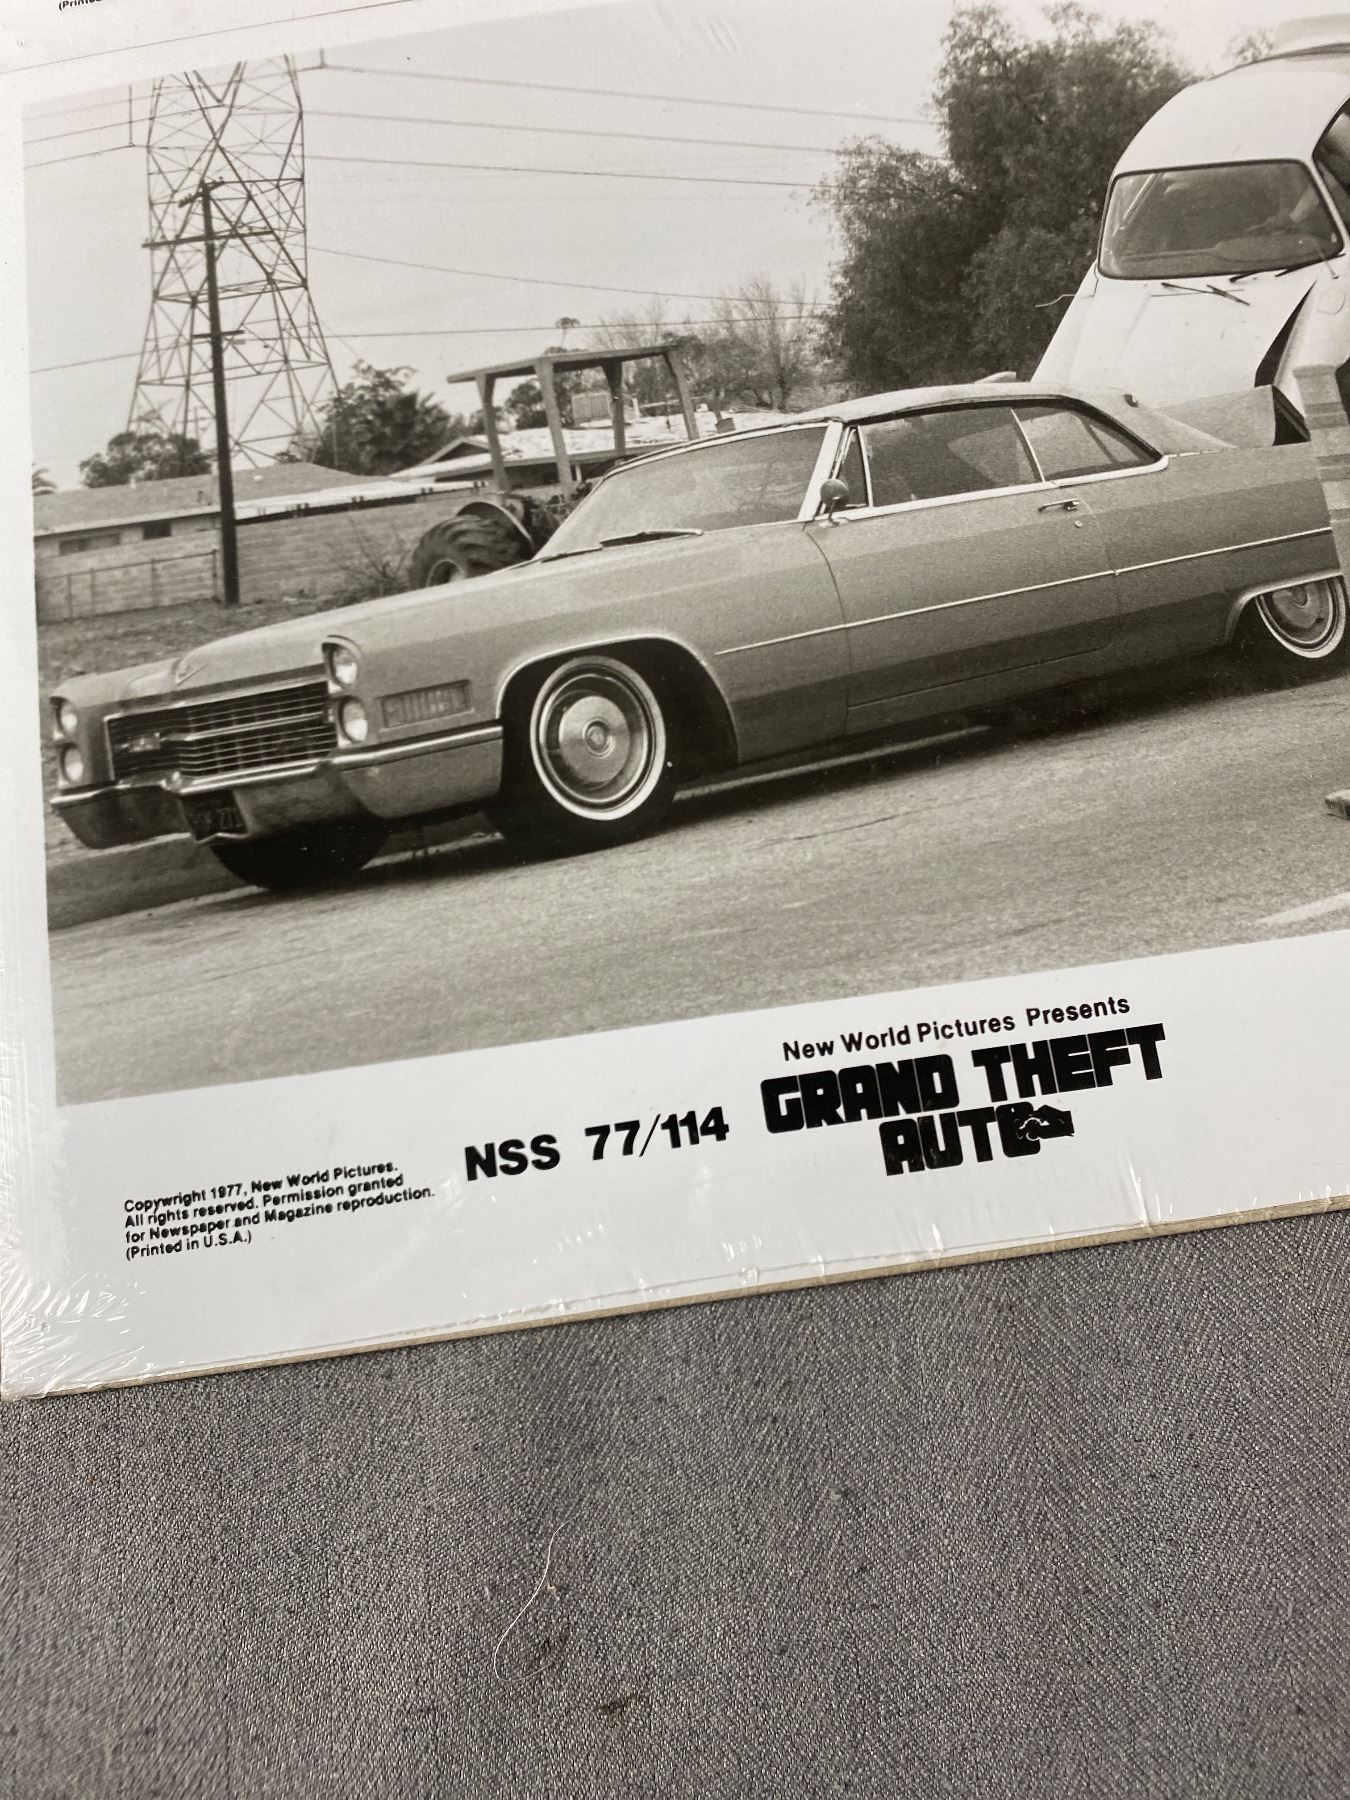 New World Pictures Presents
GRAND THEFT
AUTO
NSS 77/114
Copywright 1977, New World Pictures.
All rights reserved. Permission granted
for Newspaper and Magazine reproduction.
(Printed in U.S.A.)